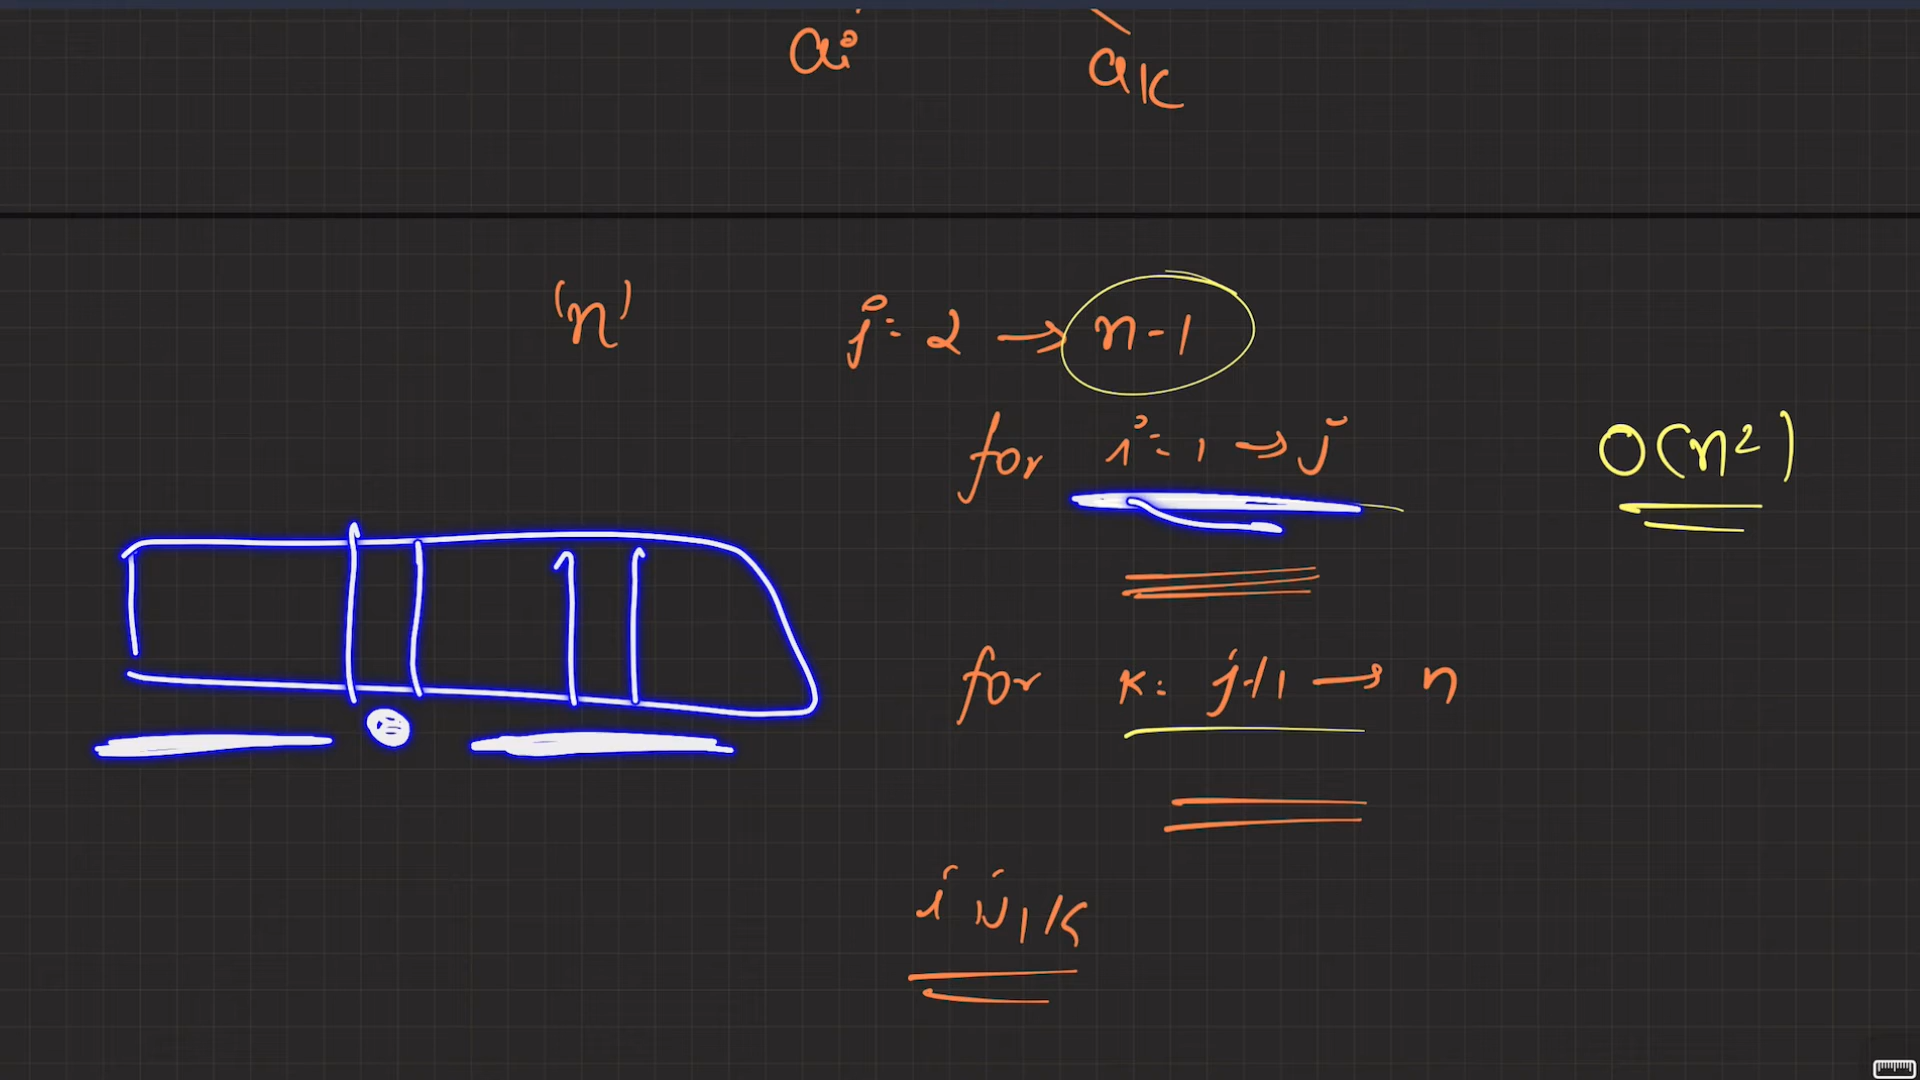 ai
ak
'n'
j = 2 → n-1
for i = 1 → j
O(n²)
for k = j+1 → n
i, j, k